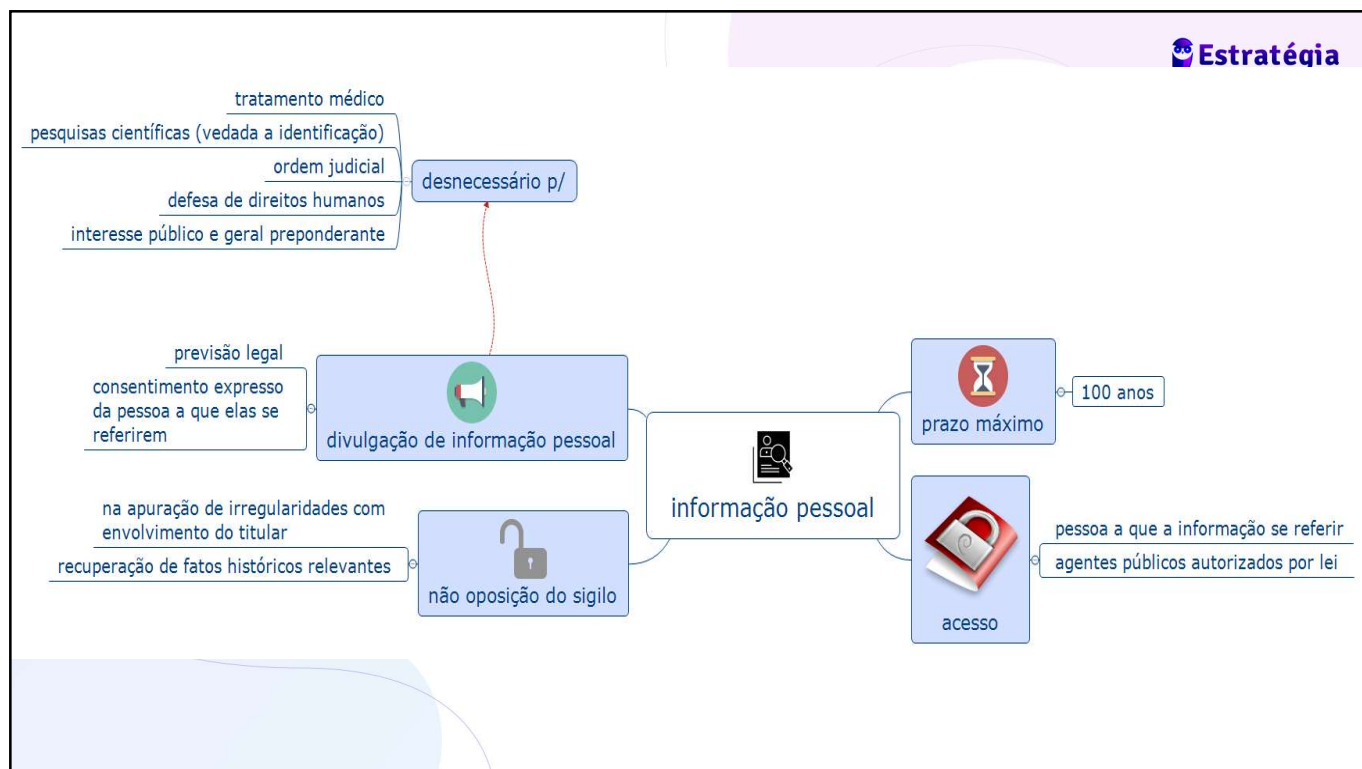 Estratégia
tratamento médico
pesquisas científicas (vedada a identificação)
ordem judicial
defesa de direitos humanos
interesse público e geral preponderante
desnecessário p/
previsão legal
consentimento expresso
da pessoa a que elas se
referirem
divulgação de informação pessoal
na apuração de irregularidades com
envolvimento do titular
recuperação de fatos históricos relevantes
não oposição do sigilo
informação pessoal
prazo máximo
100 anos
acesso
pessoa a que a informação se referir
agentes públicos autorizados por lei